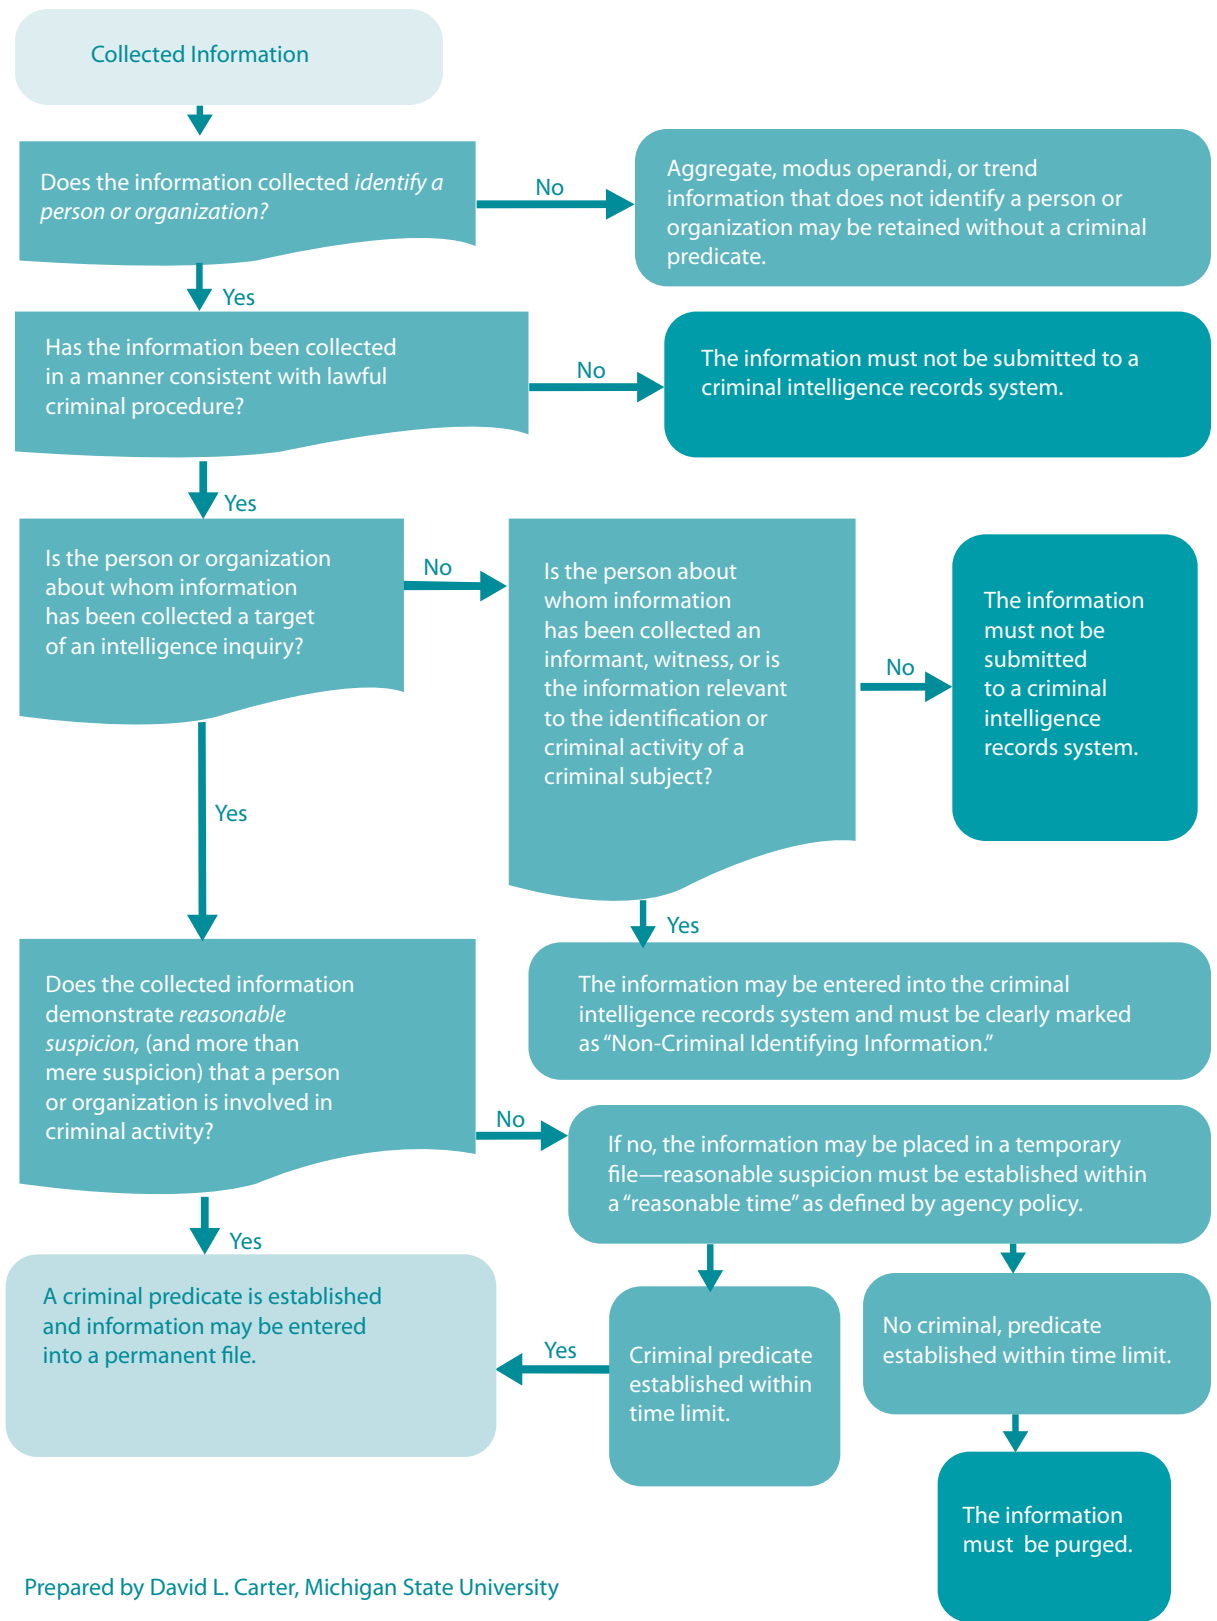 Collected Information
Does the information collected identify a
person or organization?
No
Aggregate, modus operandi, or trend
information that does not identify a person or
organization may be retained without a criminal
predicate.
Yes
Has the information been collected
in a manner consistent with lawful
criminal procedure?
No
The information must not be submitted to a
criminal intelligence records system.
Yes
Is the person or organization
about whom information
has been collected a target
of an intelligence inquiry?
No
Is the person about
whom information
has been collected an
informant, witness, or is
the information relevant
to the identification or
criminal activity of a
criminal subject?
No
The information
must not be
submitted
to a criminal
intelligence
records system.
Yes
Yes
The information may be entered into the criminal
intelligence records system and must be clearly marked
as “Non-Criminal Identifying Information.”
Does the collected information
demonstrate reasonable
suspicion, (and more than
mere suspicion) that a person
or organization is involved in
criminal activity?
No
If no, the information may be placed in a temporary
file—reasonable suspicion must be established within
a “reasonable time” as defined by agency policy.
Yes
A criminal predicate is established
and information may be entered
into a permanent file.
Yes
Criminal predicate
established within
time limit.
No criminal, predicate
established within time limit.
The information
must be purged.
Prepared by David L. Carter, Michigan State University